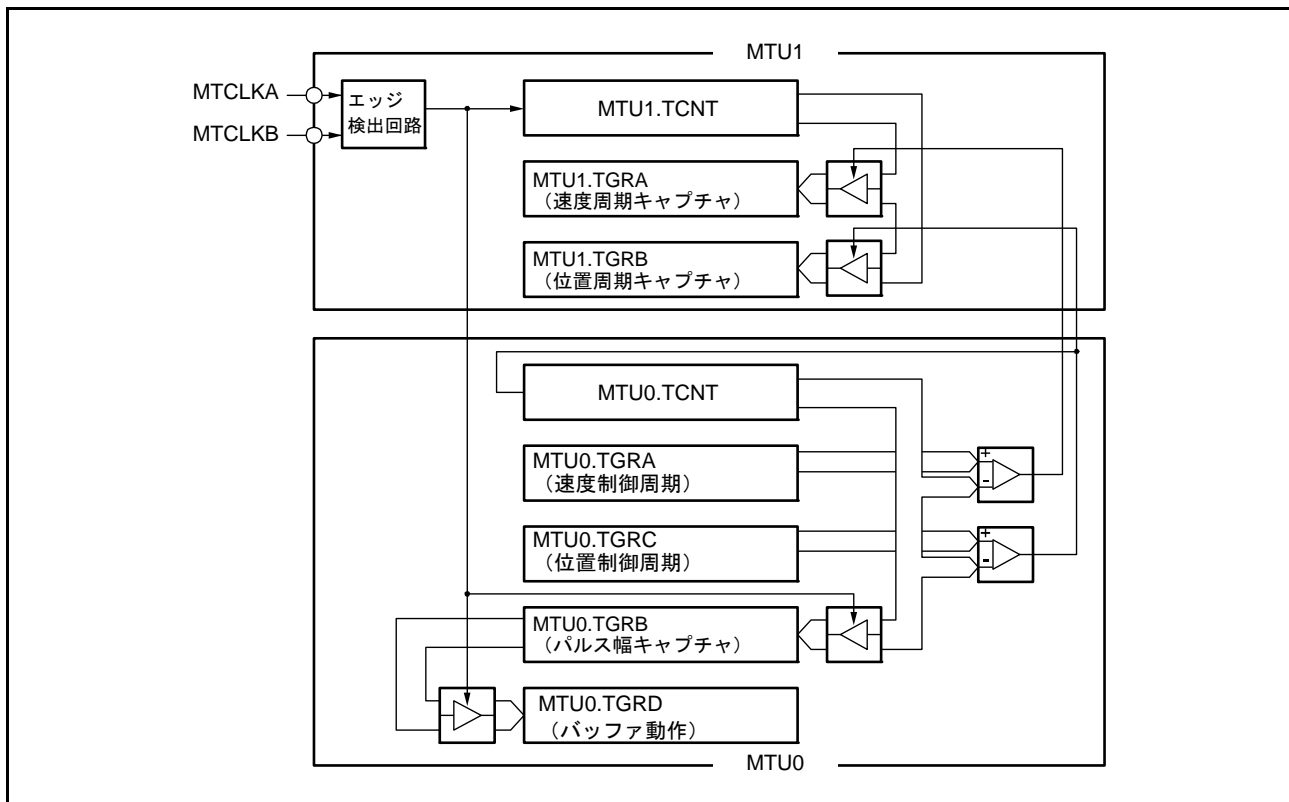 MTU1
MTCLKA
MTCLKB
エッジ
検出回路
MTU1.TCNT
MTU1.TGRA
(速度周期キャプチャ)
MTU1.TGRB
(位置周期キャプチャ)
MTU0.TCNT
MTU0.TGRA
(速度制御周期)
+
-
MTU0.TGRC
(位置制御周期)
+
-
MTU0.TGRB
(パルス幅キャプチャ)
MTU0.TGRD
(バッファ動作)
MTU0